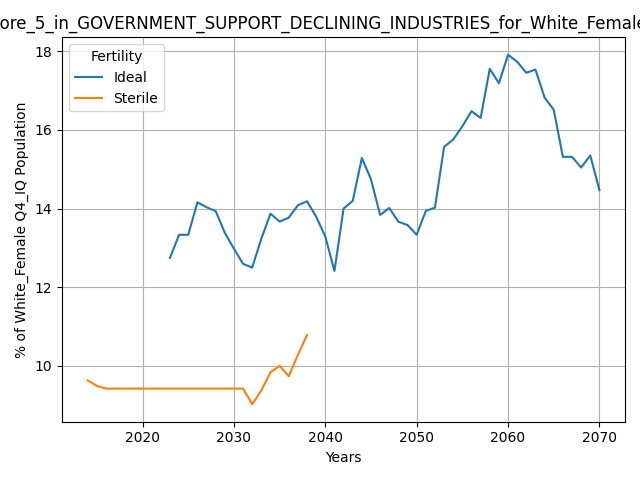 ore_5_in_GOVERNMENT_SUPPORT_DECLINING_INDUSTRIES_for_White_Female
Fertility
Ideal
Sterile
% of White_Female Q4_IQ Population
18
16
14
12
10
2020 2030 2040 2050 2060 2070
Years